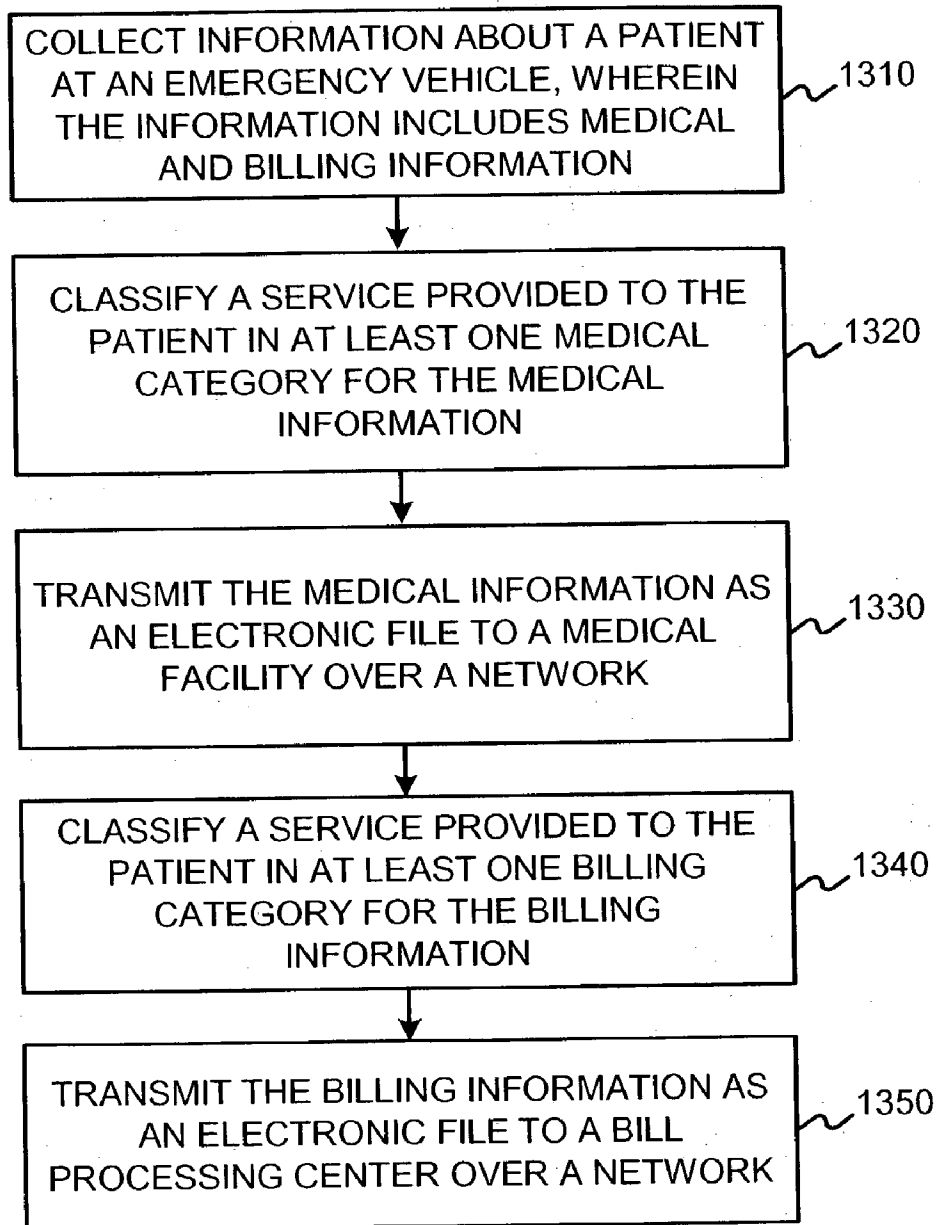 COLLECT INFORMATION ABOUT A PATIENT
AT AN EMERGENCY VEHICLE, WHEREIN
THE INFORMATION INCLUDES MEDICAL
AND BILLING INFORMATION
1310
CLASSIFY A SERVICE PROVIDED TO THE
PATIENT IN AT LEAST ONE MEDICAL
CATEGORY FOR THE MEDICAL
INFORMATION
1320
TRANSMIT THE MEDICAL INFORMATION AS
AN ELECTRONIC FILE TO A MEDICAL
FACILITY OVER A NETWORK
1330
CLASSIFY A SERVICE PROVIDED TO THE
PATIENT IN AT LEAST ONE BILLING
CATEGORY FOR THE BILLING
INFORMATION
1340
TRANSMIT THE BILLING INFORMATION AS
AN ELECTRONIC FILE TO A BILL
PROCESSING CENTER OVER A NETWORK
1350